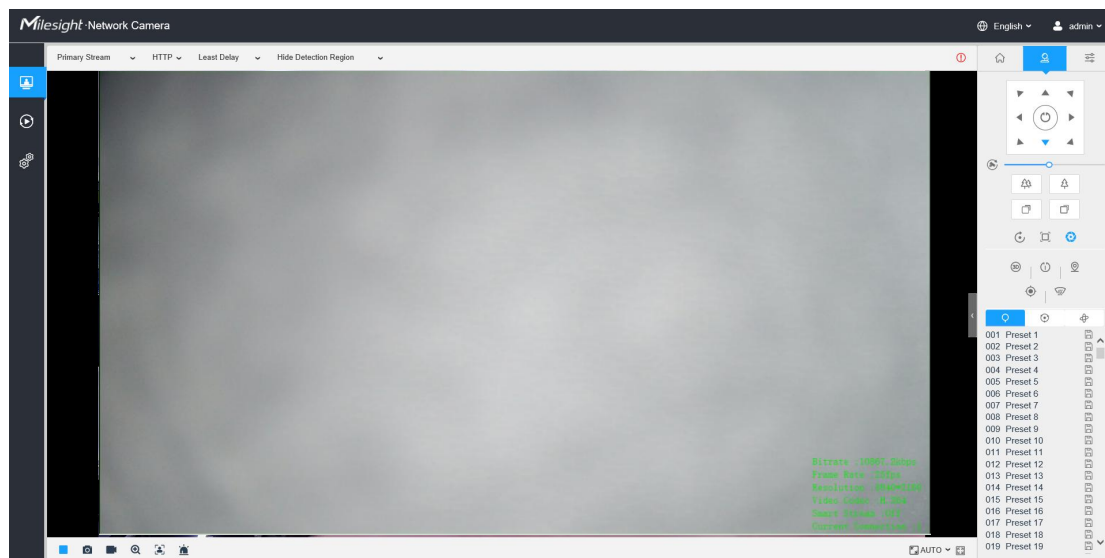 Milesight Network Camera
English
admin
Primary Stream
HTTP
Least Delay
Hide Detection Region
3D
001 Preset 1
002 Preset 2
003 Preset 3
004 Preset 4
005 Preset 5
006 Preset 6
007 Preset 7
008 Preset 8
009 Preset 9
010 Preset 10
011 Preset 11
012 Preset 12
013 Preset 13
014 Preset 14
015 Preset 15
016 Preset 16
017 Preset 17
018 Preset 18
019 Preset 19
Bitrate
Frame Rate
Resolution
Video Codec
Smart Stream
Current
AUTO